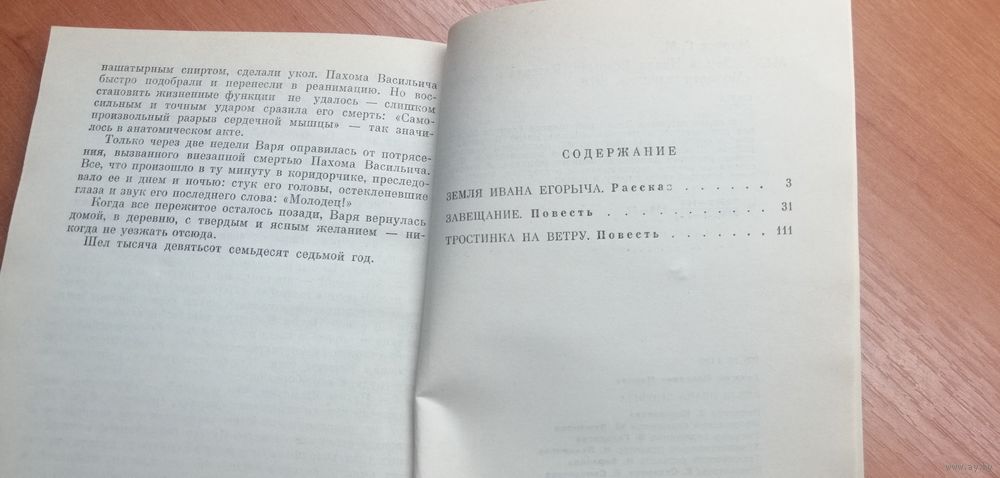 нашатырным спиртом, сделали укол. Пахома Васильича
быстро подобрали и перенесли в реанимацию. Но вос-
становить жизненные функции не удалось — слишком
сильным и точным ударом сразила его смерть: «Само-
произвольный разрыв сердечной мышцы» — так значи-
лось в анатомическом акте.
Только через две недели Варя оправилась от потрясе-
ния, вызванного внезапной смертью Пахома Васильича.
Все, что произошло в ту минуту в коридорчике, преследо-
вало ее и днем и ночью: стук его головы, остекленевшие
глаза и звук его последнего слова: «Молодец!»
Когда все пережитое осталось позади, Варя вернулась
домой, в деревню, с твердым и ясным желанием — ни-
когда не уезжать отсюда.
Шел тысяча девятьсот семьдесят седьмой год.
СОДЕРЖАНИЕ
ЗЕМЛЯ ИВАНА ЕГОРЫЧА. Рассказ . . . . . . 3
ЗАВЕЩАНИЕ. Повесть . . . . . . . . . . . 31
ТРОСТИНКА НА ВЕТРУ. Повесть . . . . . . . 111
www.ay.by